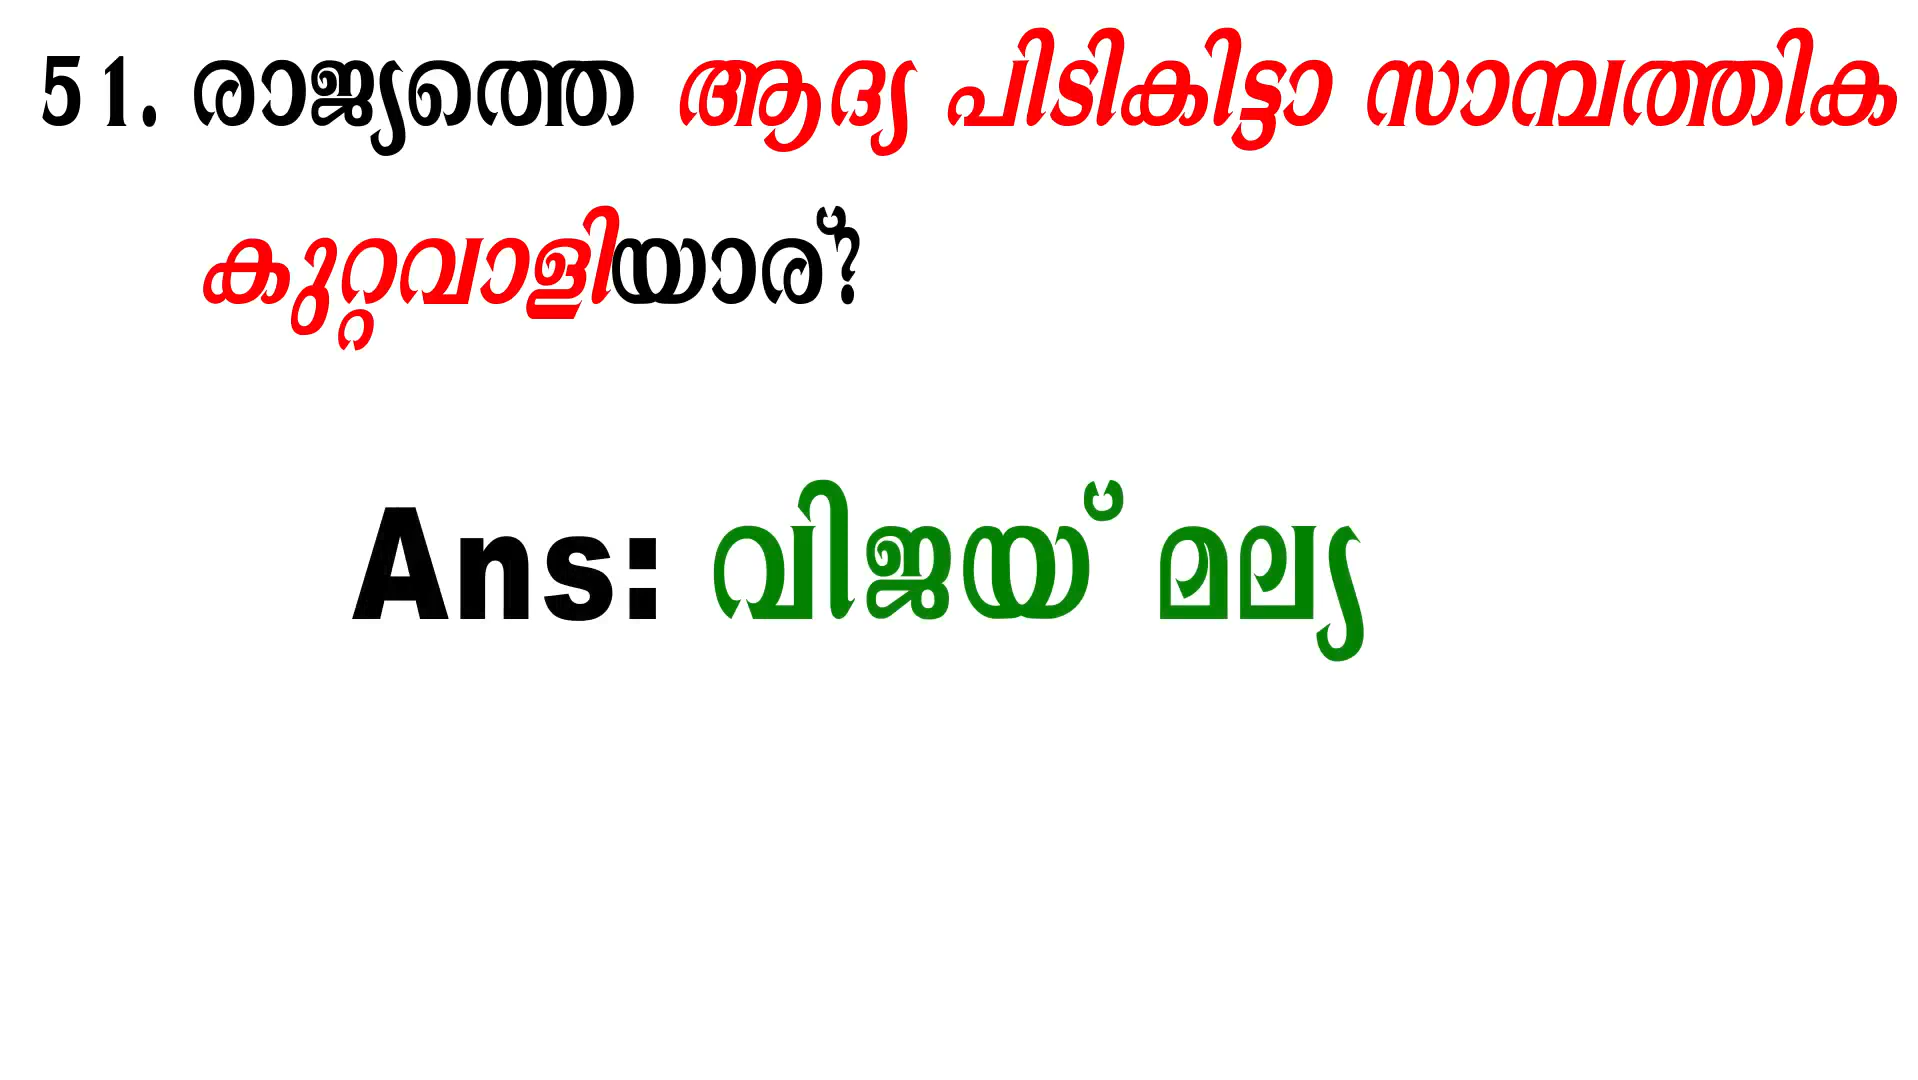 51. രാജ്യത്തെ ആദ്യ പിടികിട്ടാ സാമ്പത്തിക
കുറ്റവാളിയാര്?
Ans: വിജയ് മല്യ